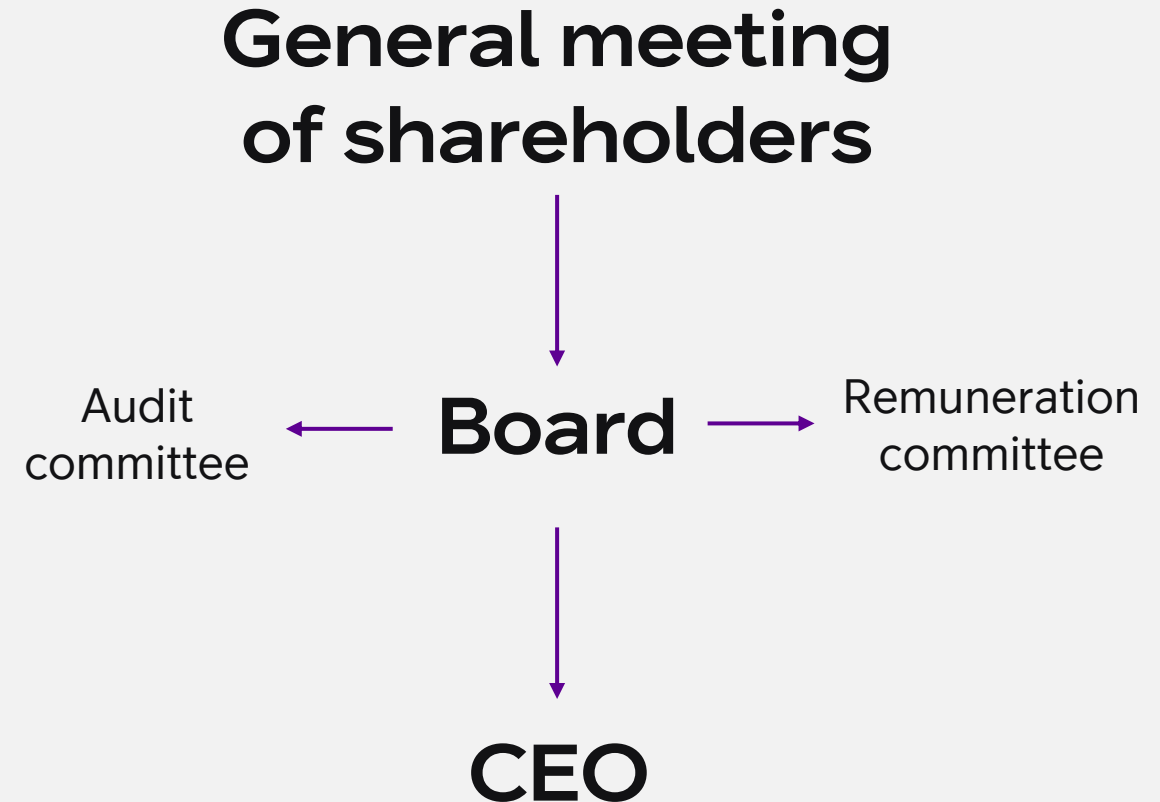 General meeting
of shareholders
Audit
committee
Board
Remuneration
committee
CEO